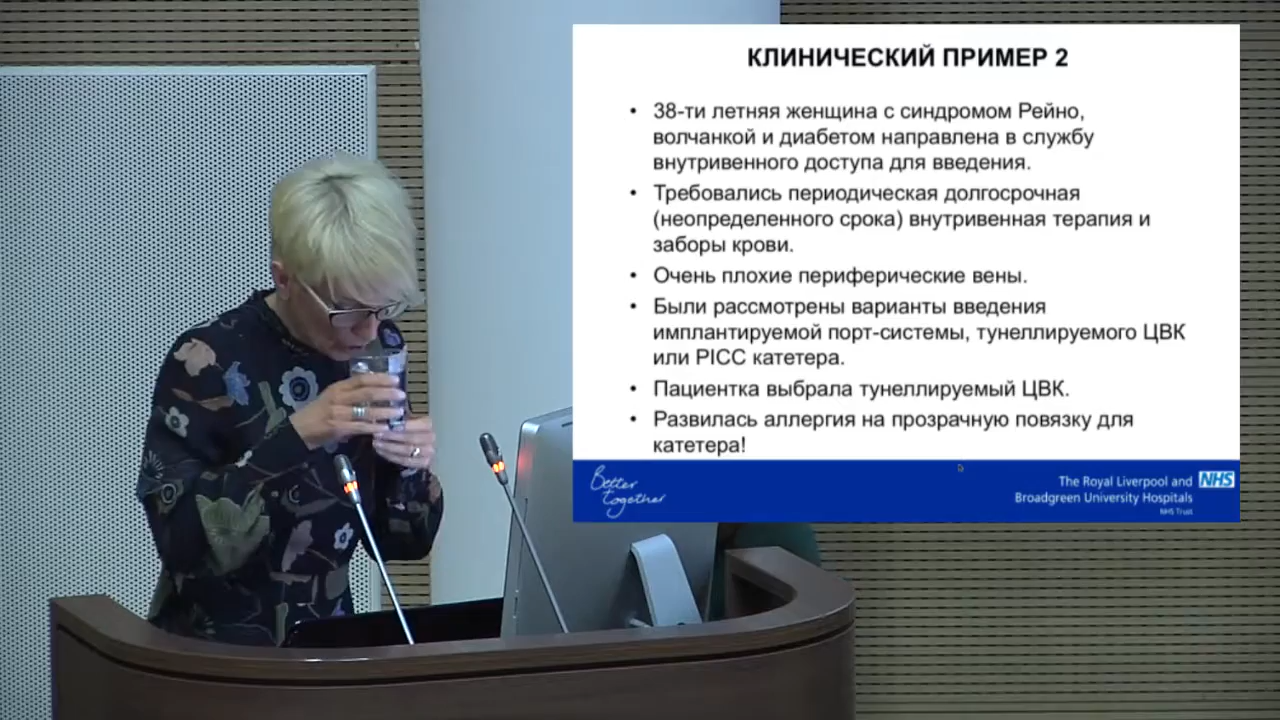 КЛИНИЧЕСКИЙ ПРИМЕР 2
• 38-ти летняя женщина с синдромом Рейно,
волчанкой и диабетом направлена в службу
внутривенного доступа для введения.
• Требовались периодическая долгосрочная
(неопределенного срока) внутривенная терапия и
заборы крови.
• Очень плохие периферические вены.
• Были рассмотрены варианты введения
имплантируемой порт-системы, тунеллируемого ЦВК
или PICC катетера.
• Пациентка выбрала тунеллируемый ЦВК.
• Развилась аллергия на прозрачную повязку для
катетера!
Better
together
The Royal Liverpool and NHS
Broadgreen University Hospitals
NHS Trust